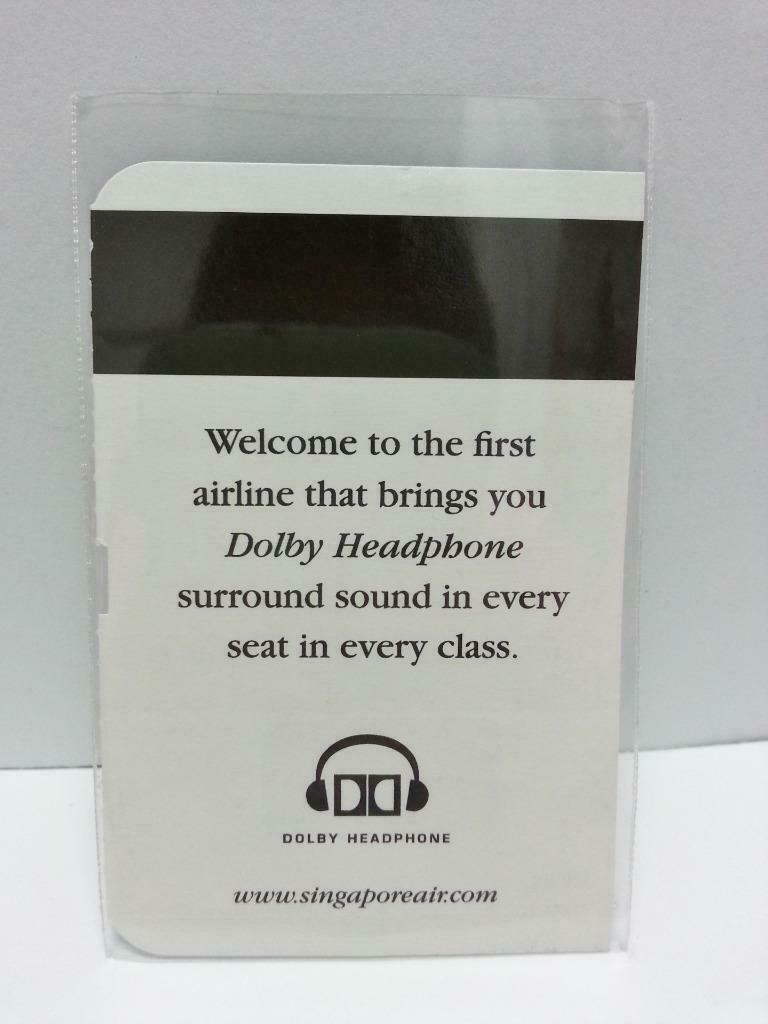 Welcome to the first
airline that brings you
Dolby Headphone
surround sound in every
seat in every class.
DOLBY HEADPHONE
www.singaporeair.com